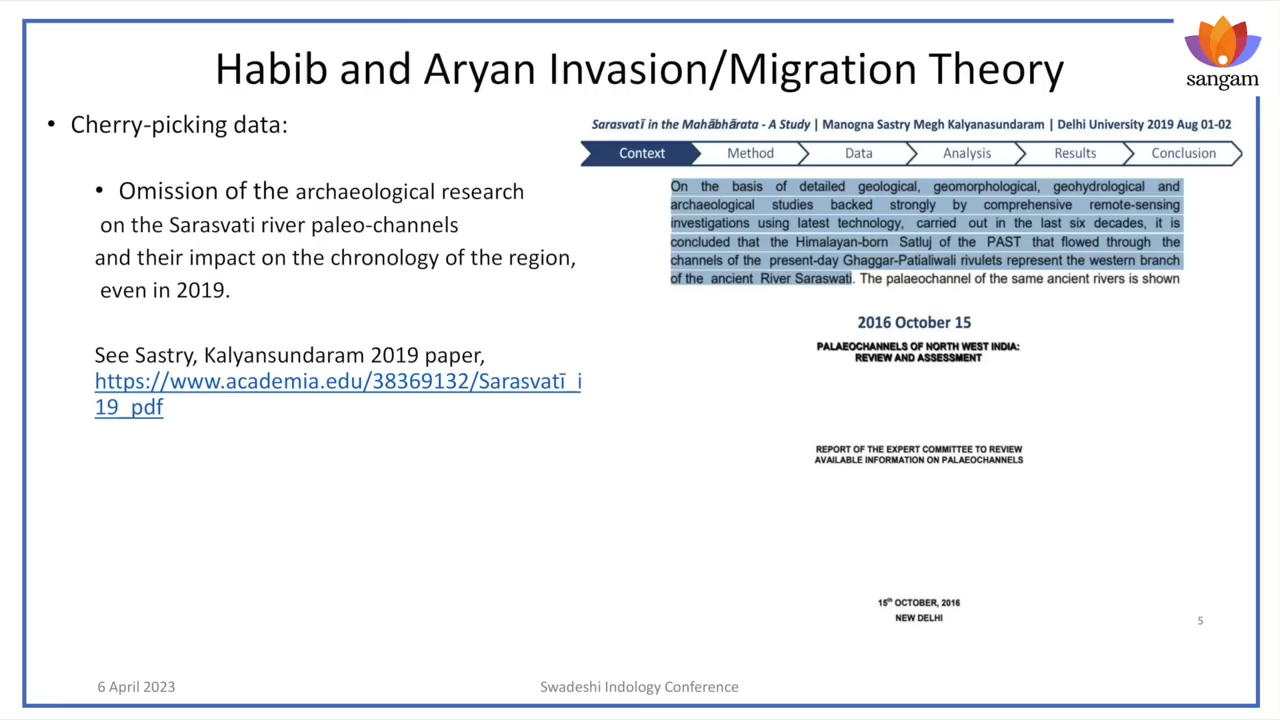 sangam
Habib and Aryan Invasion/Migration Theory
• Cherry-picking data:
• Omission of the archaeological research
on the Sarasvati river paleo-channels
and their impact on the chronology of the region,
even in 2019.
See Sastry, Kalyansundaram 2019 paper,
https://www.academia.edu/38369132/Sarasvatī_i
19_pdf
Sarasvatī in the Mahābhārata - A Study | Manogna Sastry Megh Kalyanasundaram | Delhi University 2019 Aug 01-02
Context Method Data Analysis Results Conclusion
On the basis of detailed geological, geomorphological, geohydrological and
archaeological studies backed strongly by comprehensive remote-sensing
investigations using latest technology, carried out in the last six decades, it is
concluded that the Himalayan-born Satluj of the PAST that flowed through the
channels of the present-day Ghaggar-Patialiwali rivulets represent the western branch
of the ancient River Saraswati. The palaeochannel of the same ancient rivers is shown
2016 October 15
PALAEOCHANNELS OF NORTH WEST INDIA:
REVIEW AND ASSESSMENT
REPORT OF THE EXPERT COMMITTEE TO REVIEW
AVAILABLE INFORMATION ON PALAEOCHANNELS
15th OCTOBER, 2016
NEW DELHI
5
6 April 2023
Swadeshi Indology Conference